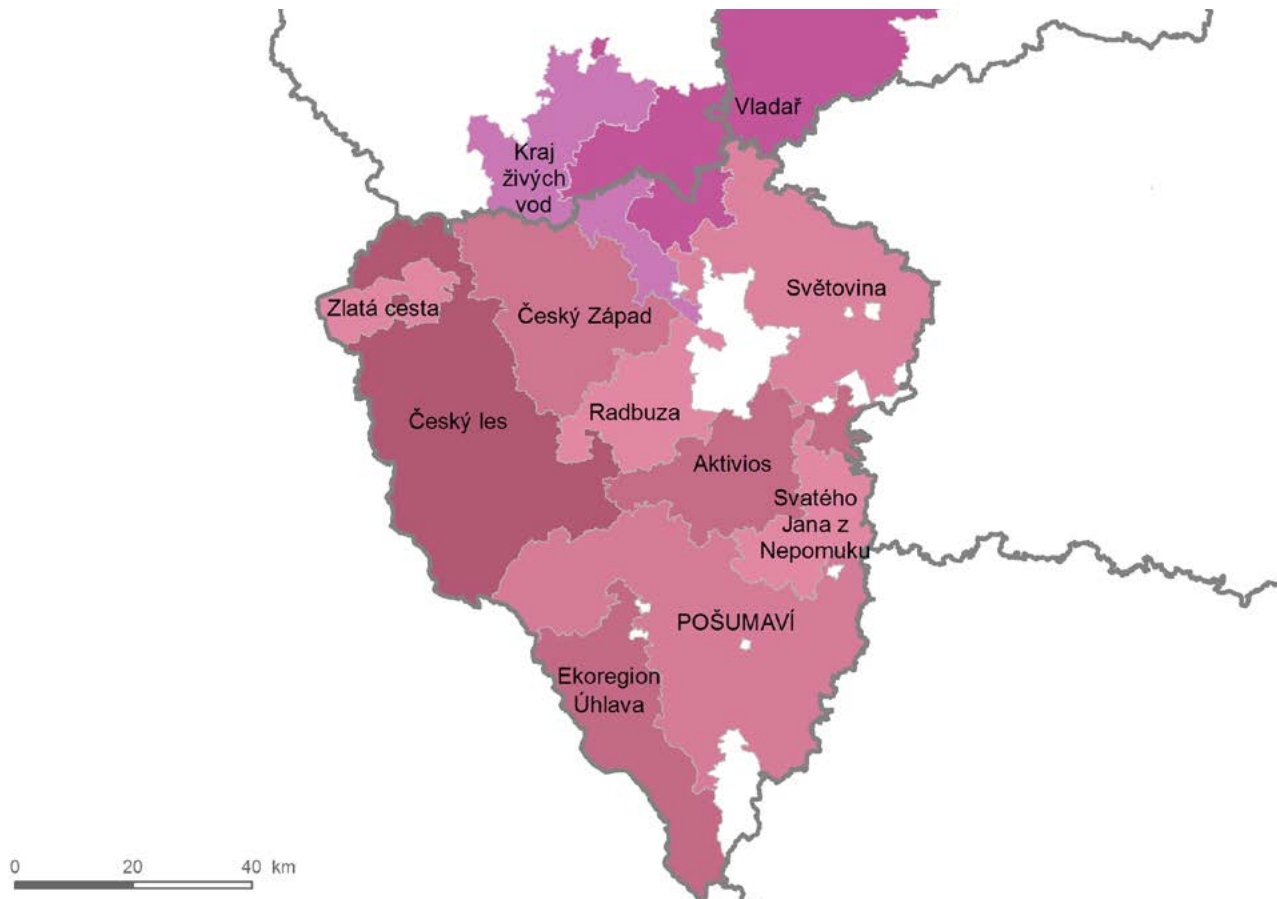 Vladař
Kraj
živých
vod
Světovina
Zlatá cesta
Český Západ
Radbuza
Český les
Aktivios
Svatého
Jana z
Nepomuku
POŠUMAVÍ
Ekoregion
Úhlava
0 20 40 km